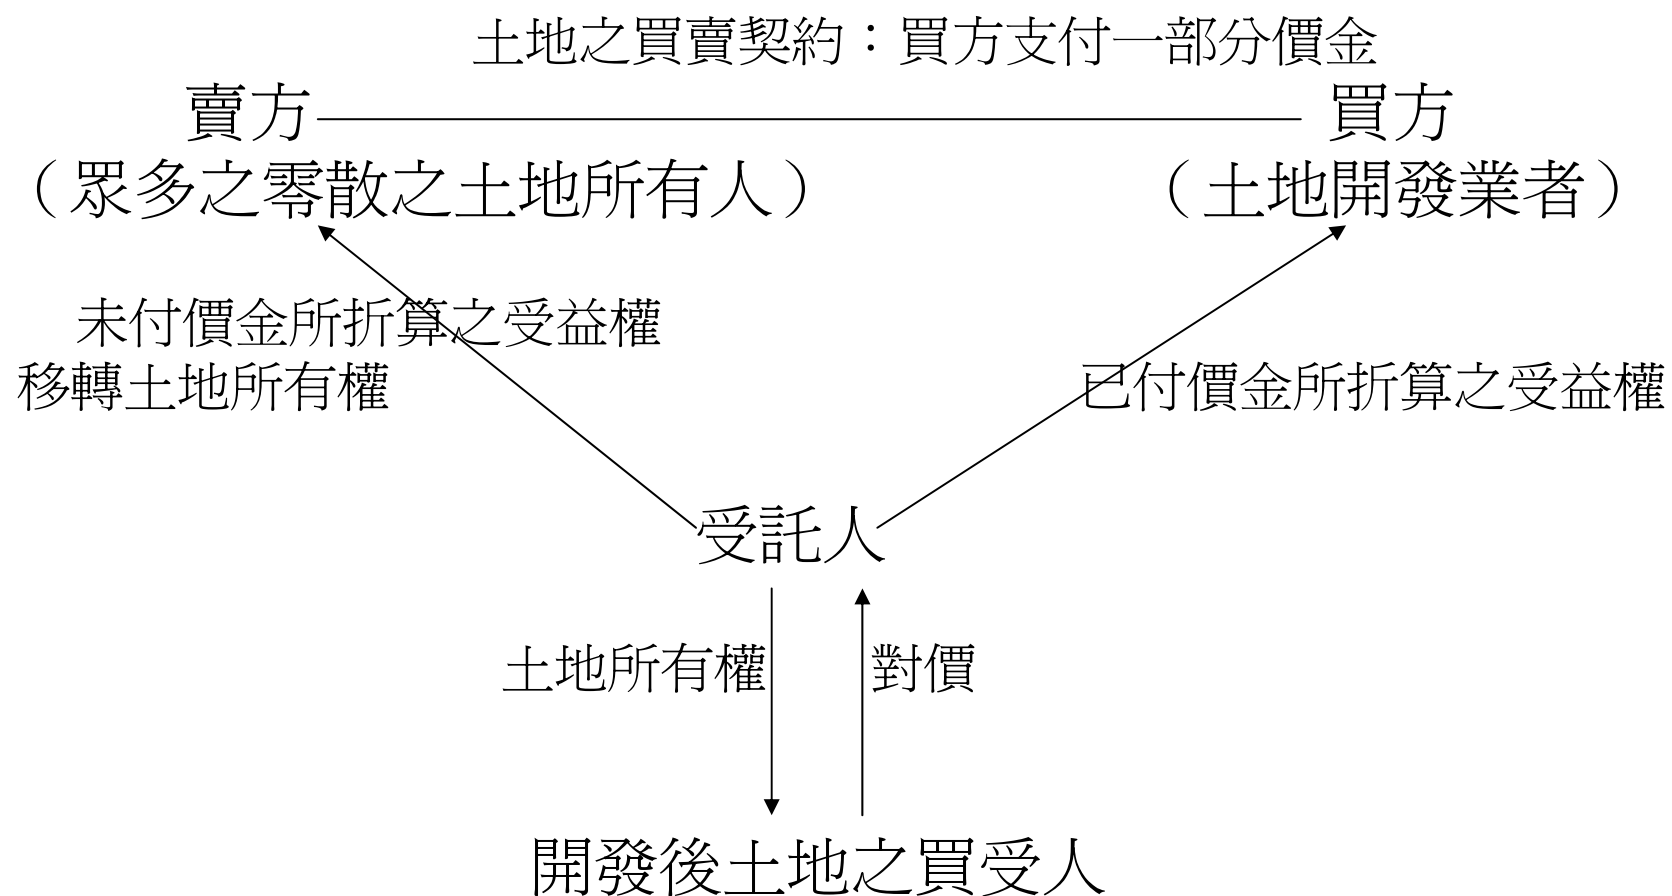 土地之買賣契約：買方支付一部分價金
賣方
買方
（眾多之零散之土地所有人）
（土地開發業者）
未付價金所折算之受益權
移轉土地所有權
已付價金所折算之受益權
受託人
土地所有權
對價
開發後土地之買受人